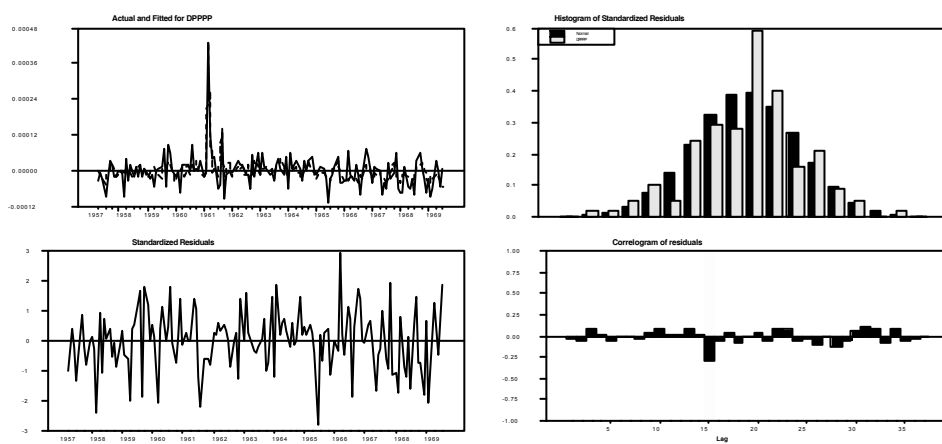 Actual and Fitted for DPPPP
0.00048
0.00036
0.00024
0.00012
0.00000
-0.00012
1957 1958 1959 1960 1961 1962 1963 1964 1965 1966 1967 1968 1969
Histogram of Standardized Residuals
Normal
DPPPP
0.6
0.5
0.4
0.3
0.2
0.1
0.0
Standardized Residuals
3
2
1
0
-1
-2
-3
1957 1958 1959 1960 1961 1962 1963 1964 1965 1966 1967 1968 1969
Correlogram of residuals
1.00
0.75
0.50
0.25
0.00
-0.25
-0.50
-0.75
-1.00
5 10 15 20 25 30 35
Lag